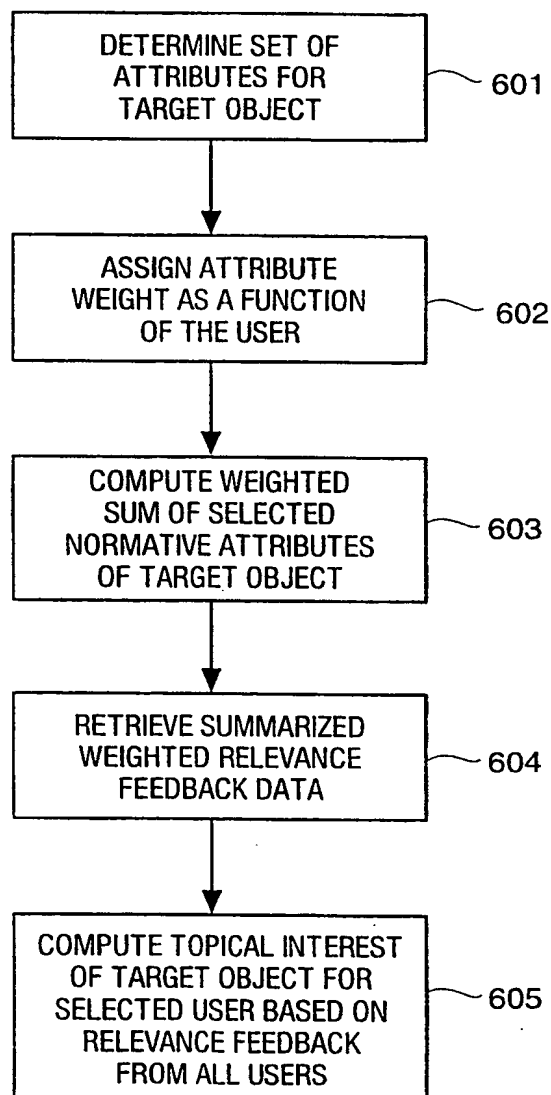 DETERMINE SET OF
ATTRIBUTES FOR
TARGET OBJECT
601
ASSIGN ATTRIBUTE
WEIGHT AS A FUNCTION
OF THE USER
602
COMPUTE WEIGHTED
SUM OF SELECTED
NORMATIVE ATTRIBUTES
OF TARGET OBJECT
603
RETRIEVE SUMMARIZED
WEIGHTED RELEVANCE
FEEDBACK DATA
604
COMPUTE TOPICAL INTEREST
OF TARGET OBJECT FOR
SELECTED USER BASED ON
RELEVANCE FEEDBACK
FROM ALL USERS
605